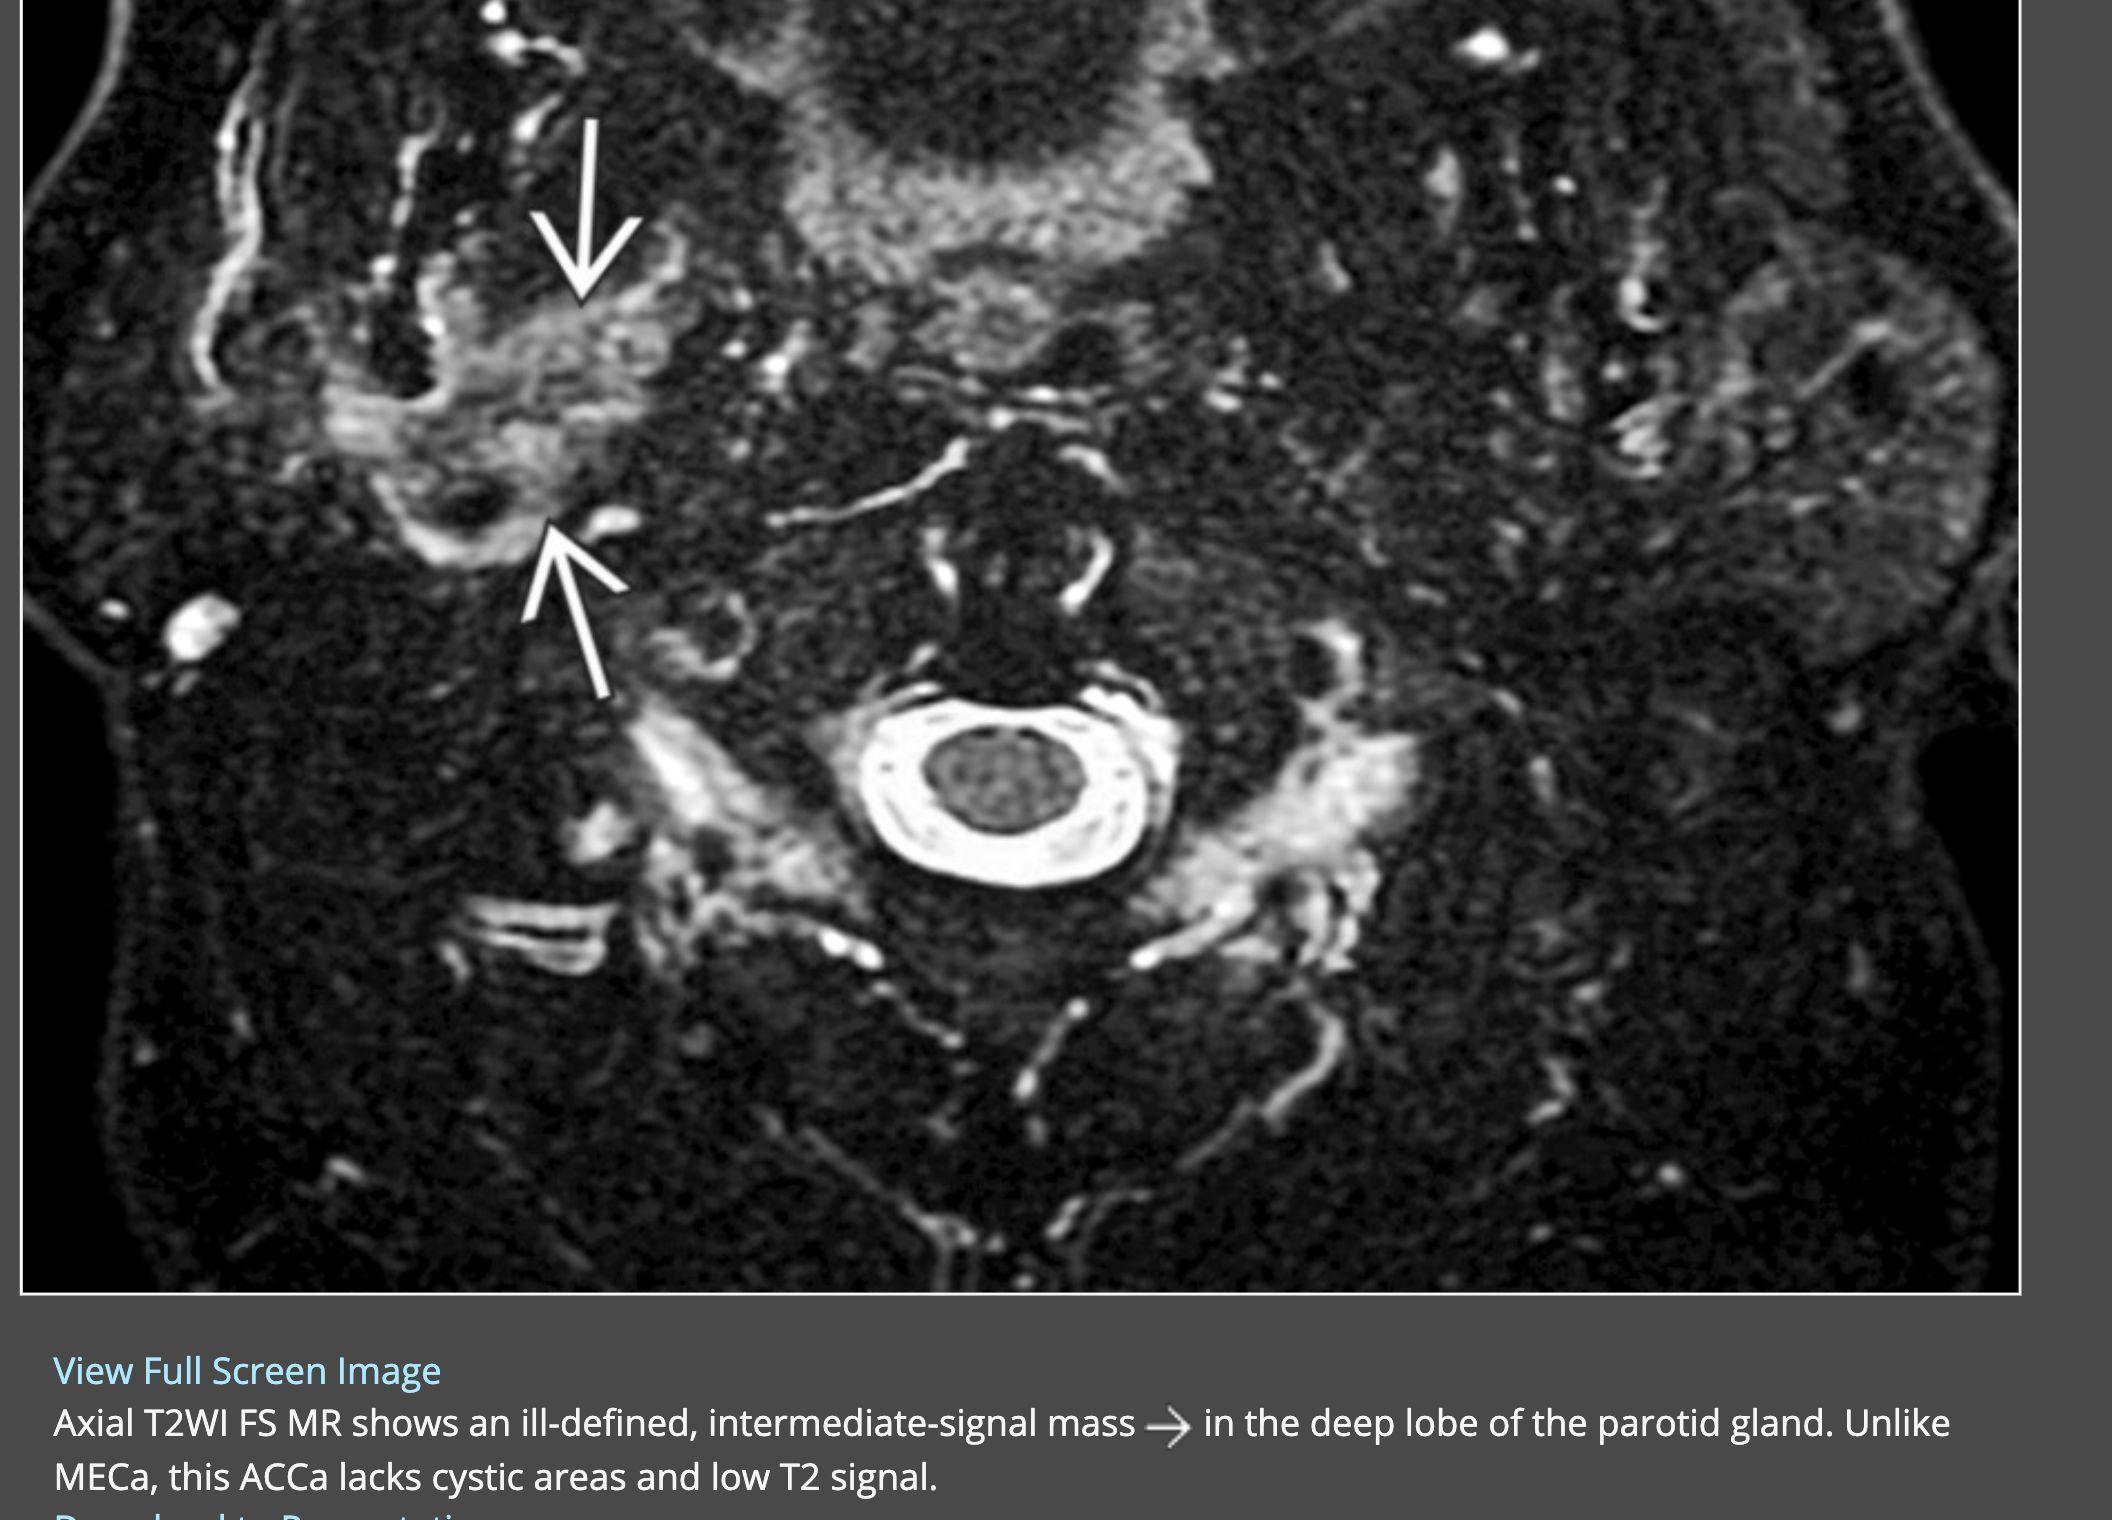 View Full Screen Image
Axial T2WI FS MR shows an ill-defined, intermediate-signal mass → in the deep lobe of the parotid gland. Unlike
MECa, this ACCa lacks cystic areas and low T2 signal.